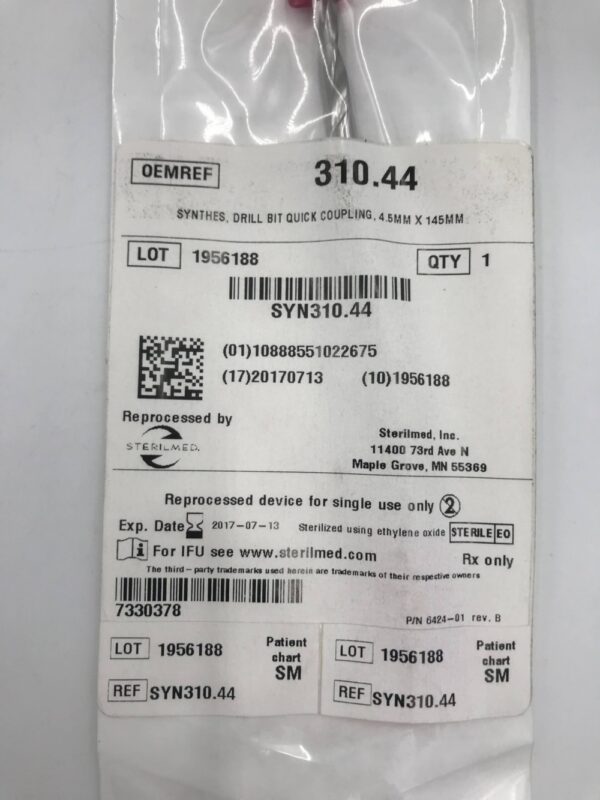 OEMREF 310.44
SYNTHES, DRILL BIT QUICK COUPLING, 4.5MM X 145MM
LOT 1956188 QTY 1
SYN310.44
(01)10888551022675
(17)20170713 (10)1956188
Reprocessed by
STERILMED.
Sterilmed, Inc.
11400 73rd Ave N
Maple Grove, MN 55369
Reprocessed device for single use only 2
Exp. Date 2017-07-13 Sterilized using ethylene oxide STERILE EO
i For IFU see www.sterilmed.com Rx only
The third-party trademarks used herein are trademarks of their respective owners
7330378
P/N 6424-01 rev. B
LOT 1956188 Patient
chart
SM
REF SYN310.44
LOT 1956188 Patient
chart
SM
REF SYN310.44